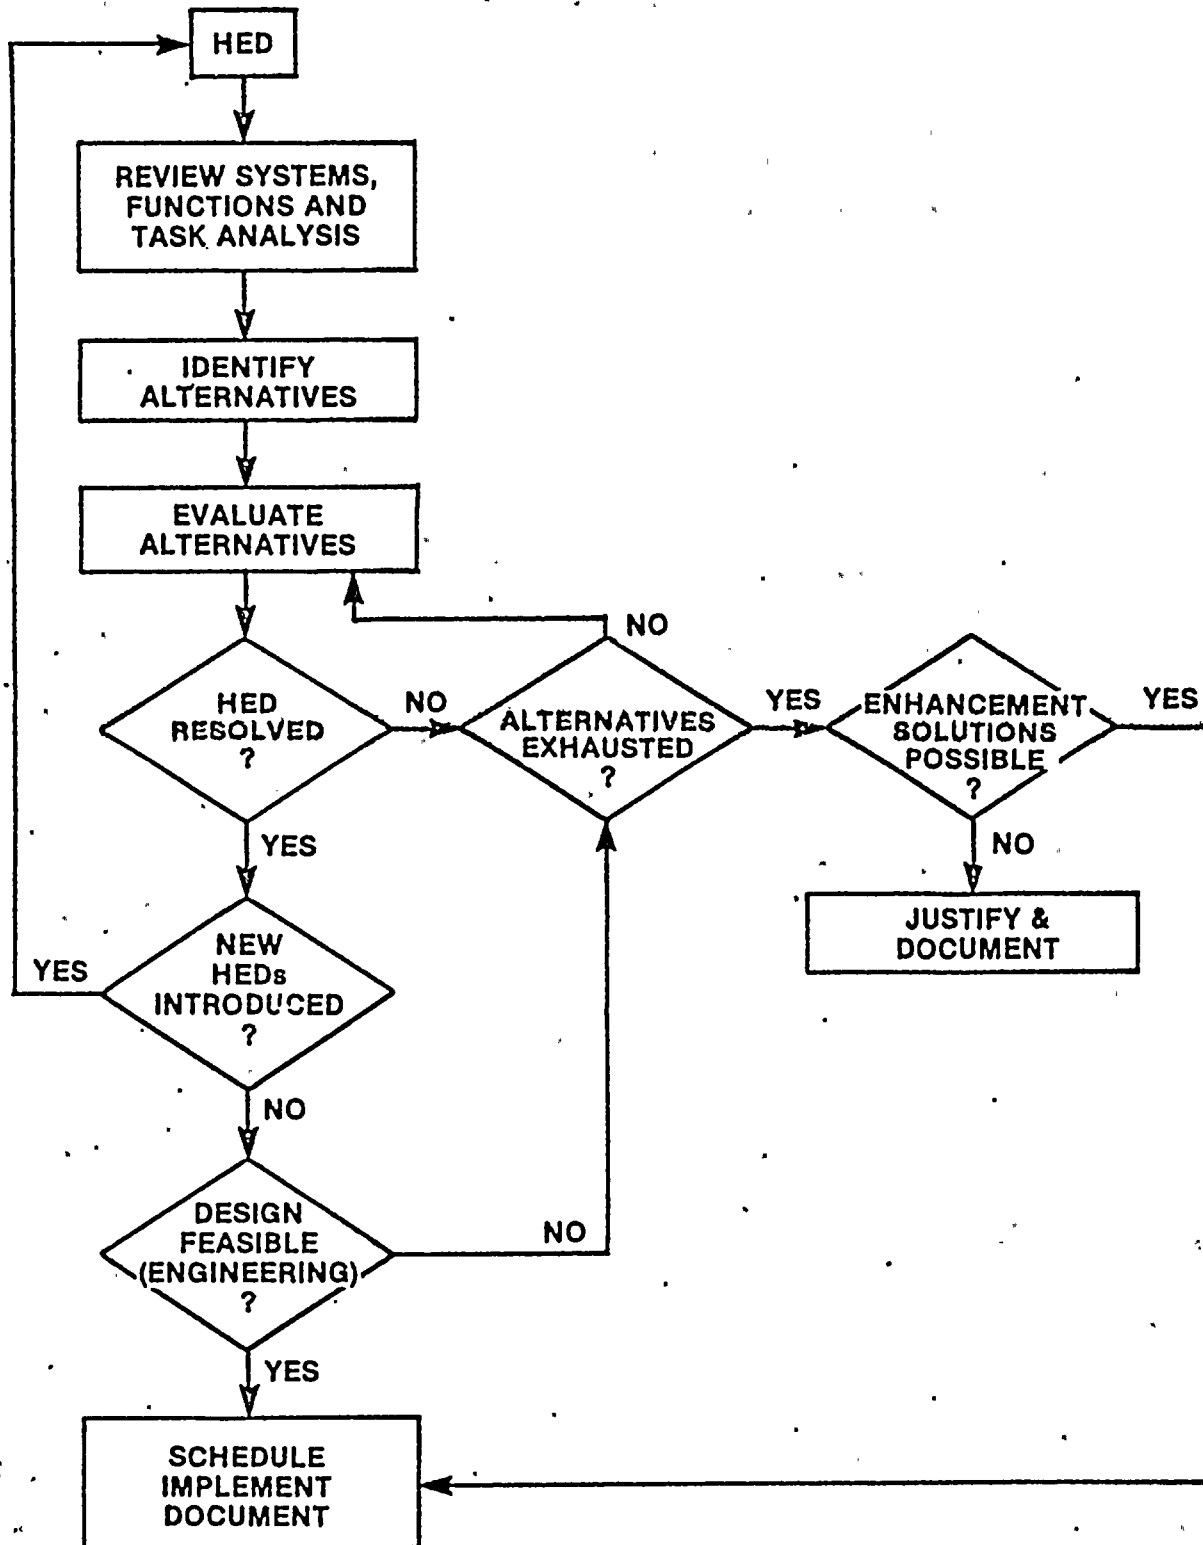 HED
REVIEW SYSTEMS,
FUNCTIONS AND
TASK ANALYSIS
IDENTIFY
ALTERNATIVES
EVALUATE
ALTERNATIVES
NO
HED
RESOLVED
?
NO
ALTERNATIVES
EXHAUSTED
?
YES
ENHANCEMENT
SOLUTIONS
POSSIBLE
?
YES
YES
NO
JUSTIFY &
DOCUMENT
NEW
HEDs
INTRODUCED
?
YES
NO
DESIGN
FEASIBLE
(ENGINEERING)
?
NO
YES
SCHEDULE
IMPLEMENT
DOCUMENT